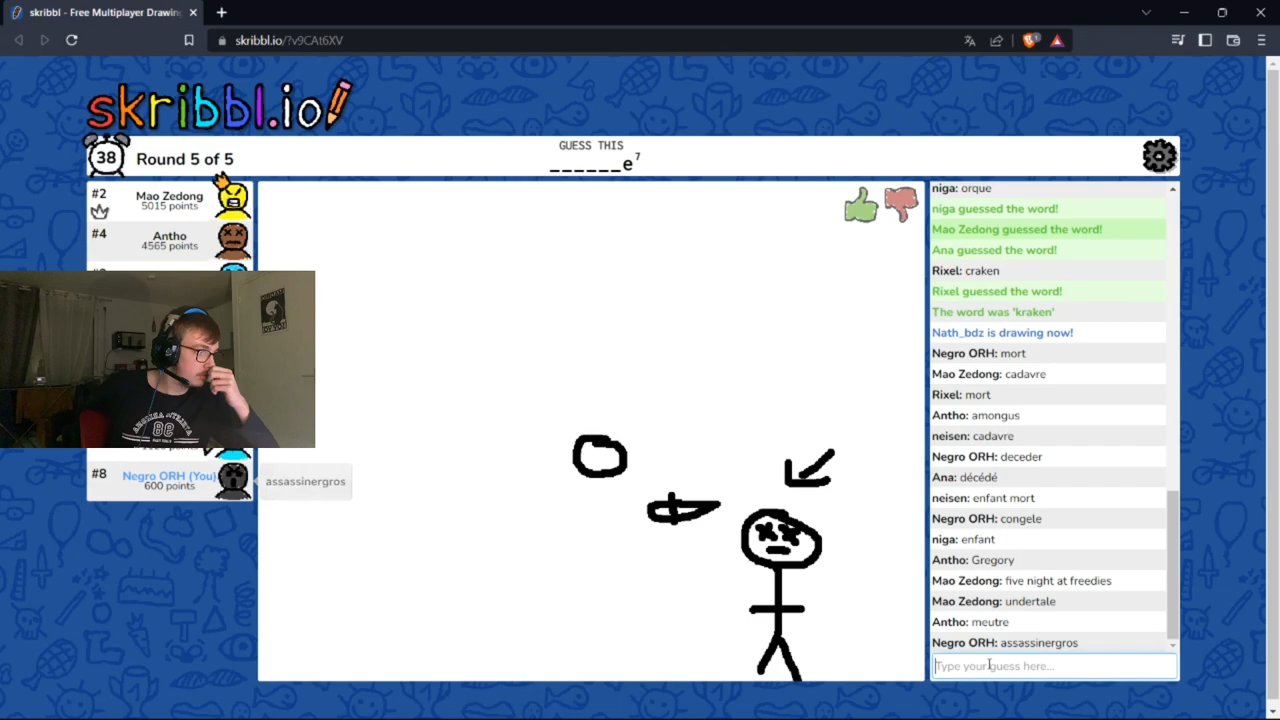 skribbl - Free Multiplayer Drawin
skribbl.io/?v9CAt6XV
skribbl.io
38
Round 5 of 5
GUESS THIS
______e7
#2
Mao Zedong
5015 points
#4
Antho
4565 points
#8
Negro ORH (You)
600 points
assassinergros
niga: orque
niga guessed the word!
Mao Zedong guessed the word!
Ana guessed the word!
Rixel: craken
Rixel guessed the word!
The word was 'kraken'
Nath_bdz is drawing now!
Negro ORH: mort
Mao Zedong: cadavre
Rixel: mort
Antho: amongus
neisen: cadavre
Negro ORH: deceder
Ana: décédé
neisen: enfant mort
Negro ORH: congele
niga: enfant
Antho: Gregory
Mao Zedong: five night at freedies
Mao Zedong: undertale
Antho: meutre
Negro ORH: assassinergros
Type your guess here...